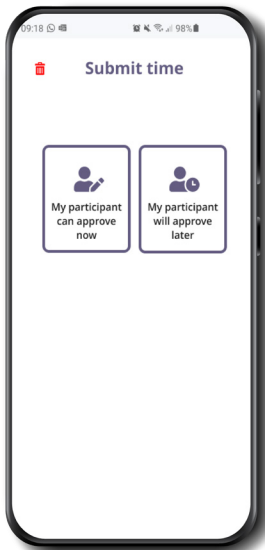 09:18 98%
Submit time
My participant My participant
can approve will approve
now later